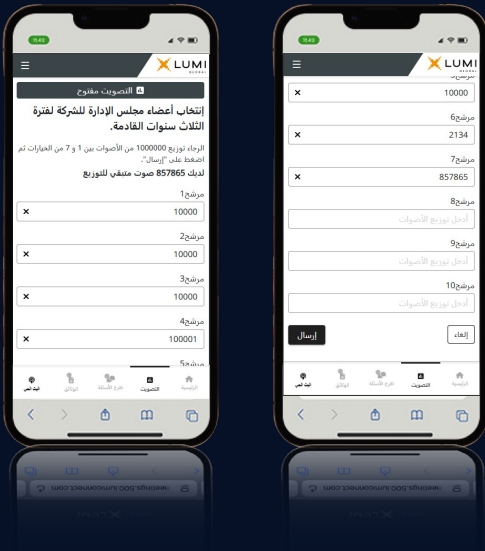 15:49
LUMI
GLOBAL
التصويت مفتوح
إنتخاب أعضاء مجلس الإدارة للشركة لفترة
الثلاث سنوات القادمة.
الرجاء توزيع 1000000 من الأصوات بين 1 و 7 من الخيارات ثم
اضغط على "إرسال".
لديك 857865 صوت متبقي للتوزيع
مرشح1
10000
مرشح2
10000
مرشح3
10000
مرشح4
100001
مرشح5
الرئيسية
التصويت
طرح الأسئلة
الوثائق
البث الحي
15:49
LUMI
GLOBAL
مرشح5
10000
مرشح6
2134
مرشح7
857865
مرشح8
أدخل توزيع الأصوات
مرشح9
أدخل توزيع الأصوات
مرشح10
أدخل توزيع الأصوات
إلغاء
إرسال
الرئيسية
التصويت
طرح الأسئلة
الوثائق
البث الحي